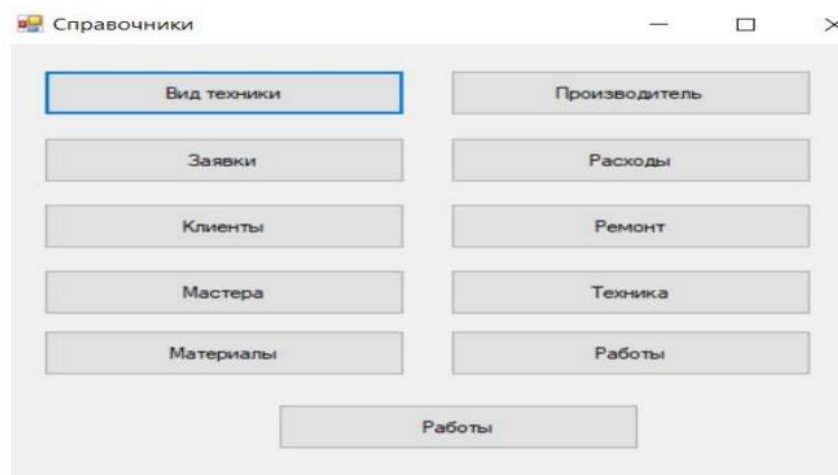 Справочники
Вид техники
Производитель
Заявки
Расходы
Клиенты
Ремонт
Мастера
Техника
Материалы
Работы
Работы